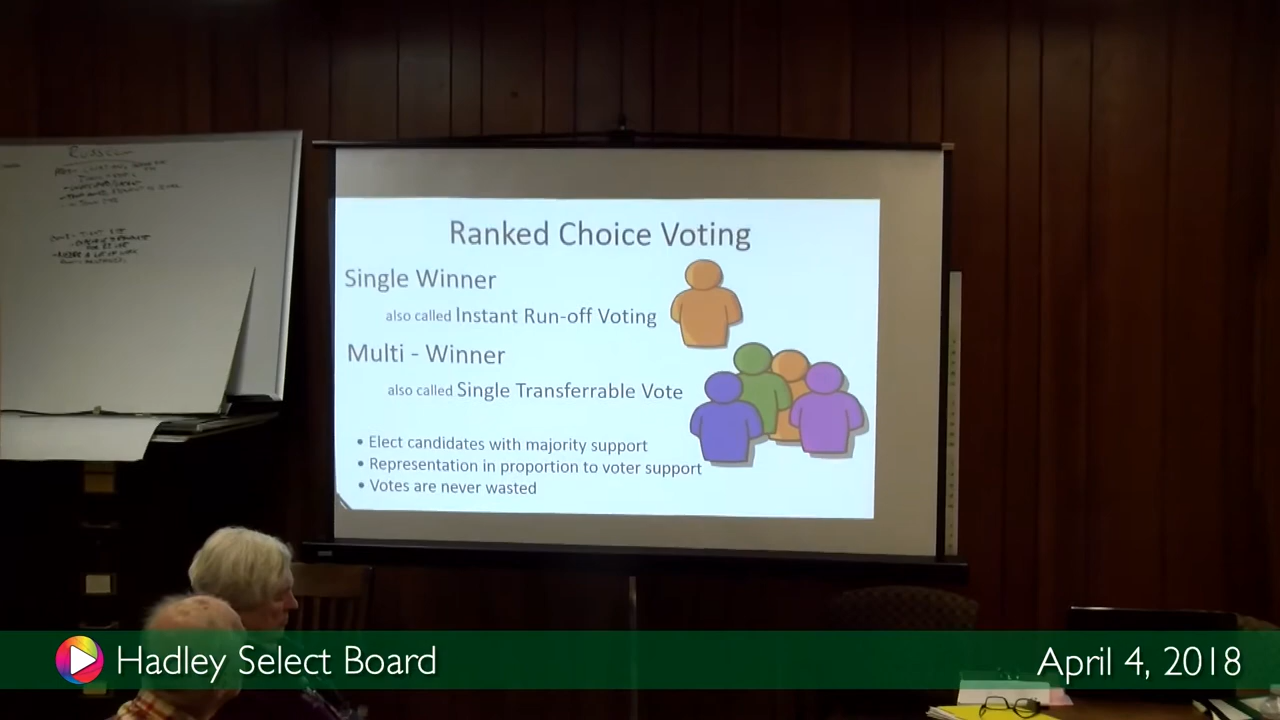 Ranked Choice Voting
Single Winner
also called Instant Run-off Voting
Multi - Winner
also called Single Transferrable Vote
• Elect candidates with majority support
• Representation in proportion to voter support
• Votes are never wasted
Hadley Select Board
April 4, 2018